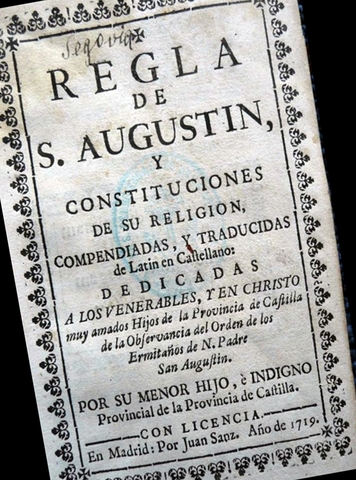 Segovia
REGLA
DE
S. AUGUSTIN,
Y
CONSTITUCIONES
DE SU RELIGION,
COMPENDIADAS, Y TRADUCIDAS
de Latin en Caſtellano:
DEDICADAS
A LOS VENERABLES, Y EN CHRISTO
muy amados Hijos de la Provincia de Caſtilla
de la Obſervancia del Orden de los
Ermitaños de N. Padre
San Auguſtin.
POR SU MENOR HIJO, è INDIGNO
Provincial de la Provincia de Caſtilla.
CON LICENCIA.
En Madrid: Por Juan Sanz. Año de 1719.